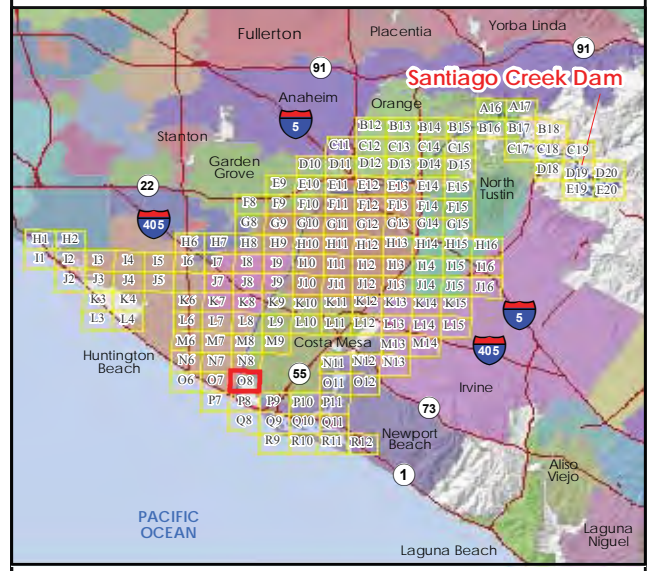 Fullerton
Placentia
Yorba Linda
91
91
Santiago Creek Dam
Anaheim
Orange
5
A16 A17
B12 B13 B14 B15 B16 B17 B18
Stanton
C11 C12 C13 C14 C15 C17 C18 C19
Garden
Grove
D10 D11 D12 D13 D14 D15 D18 D19 D20
22
E9 E10 E11 E12 E13 E14 E15 E19 E20
North
Tustin
F8 F9 F10 F11 F12 F13 F14 F15
405
G8 G9 G10 G11 G12 G13 G14 G15
H1 H2 H6 H7 H8 H9 H10 H11 H12 H13 H14 H15 H16
I1 I2 I3 I4 I5 I6 I7 I8 I9 I10 I11 I12 I13 I14 I15 I16
J2 J3 J4 J5 J7 J8 J9 J10 J11 J12 J13 J14 J15 J16
K3 K4 K6 K7 K8 K9 K10 K11 K12 K13 K14 K15
5
L3 L4 L6 L7 L8 L9 L10 L11 L12 L13 L14 L15
M6 M7 M8 M9 Costa Mesa M13 M14
405
Huntington
Beach
N6 N7 N8 N11 N12 N13
O6 O7 O8 55 O11 O12
Irvine
P7 P8 P9 P10 P11
73
Q8 Q9 Q10 Q11
Newport
Beach
R9 R10 R11 R12
1
Aliso
Viejo
PACIFIC
OCEAN
Laguna
Niguel
Laguna Beach